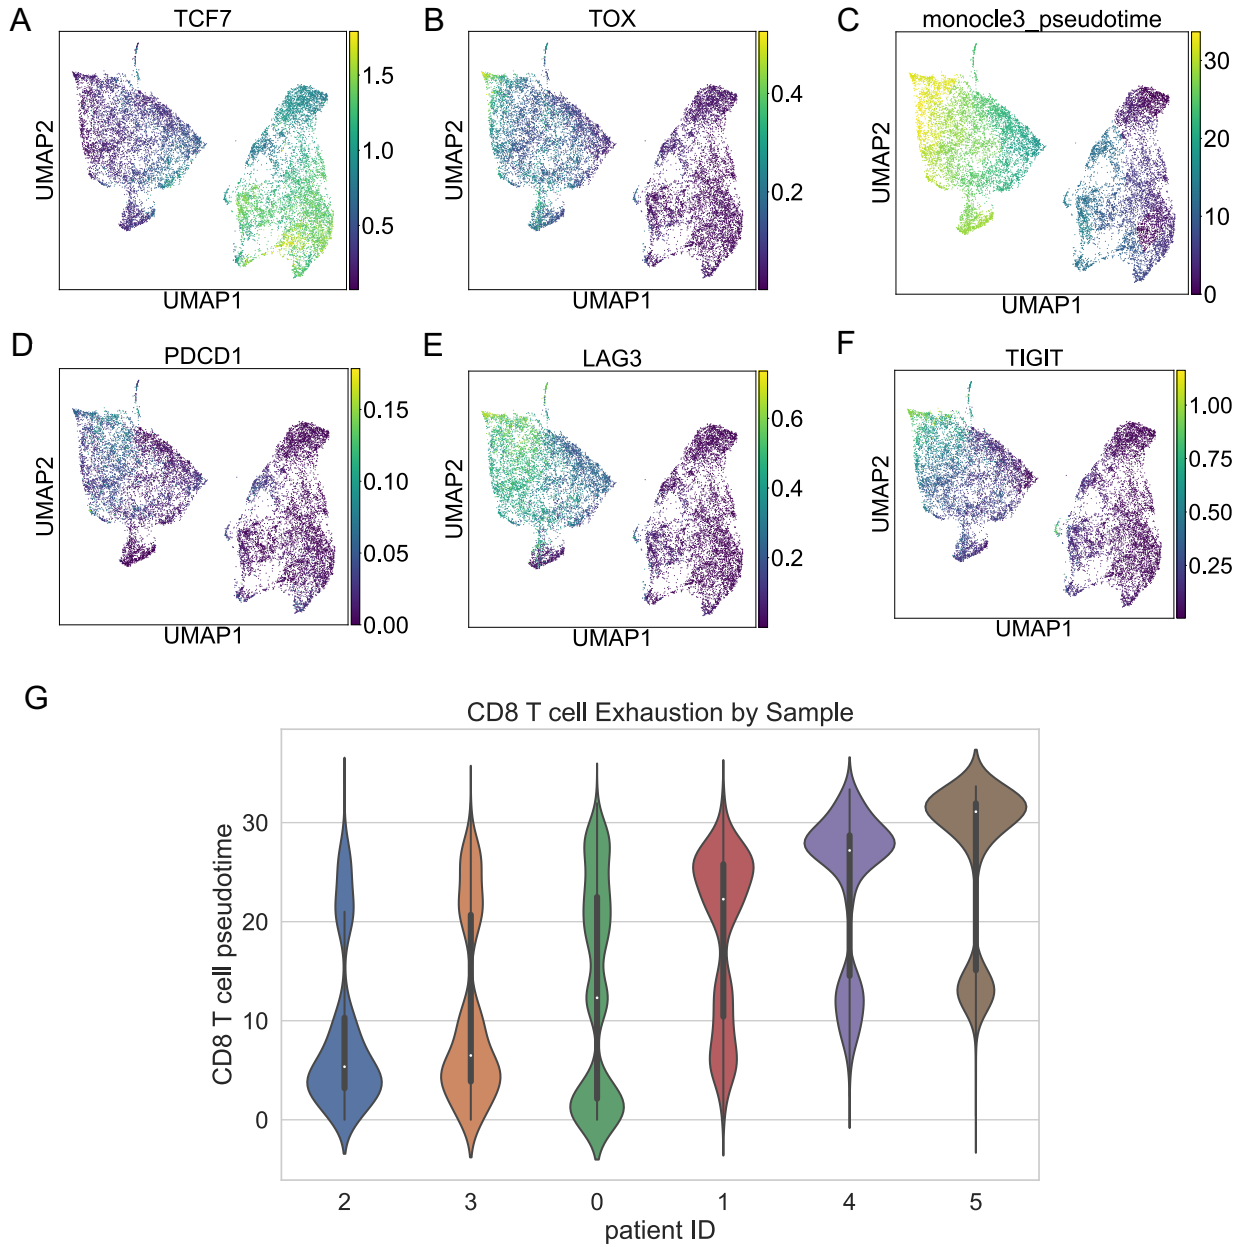 A
TCF7
UMAP2
UMAP1
1.5
1.0
0.5
B
TOX
UMAP2
UMAP1
0.4
0.2
C
monocle3_pseudotime
UMAP2
UMAP1
30
20
10
0
D
PDCD1
UMAP2
UMAP1
0.15
0.10
0.05
0.00
E
LAG3
UMAP2
UMAP1
0.6
0.4
0.2
F
TIGIT
UMAP2
UMAP1
1.00
0.75
0.50
0.25
G
CD8 T cell Exhaustion by Sample
CD8 T cell pseudotime
30
20
10
0
2 3 0 1 4 5
patient ID